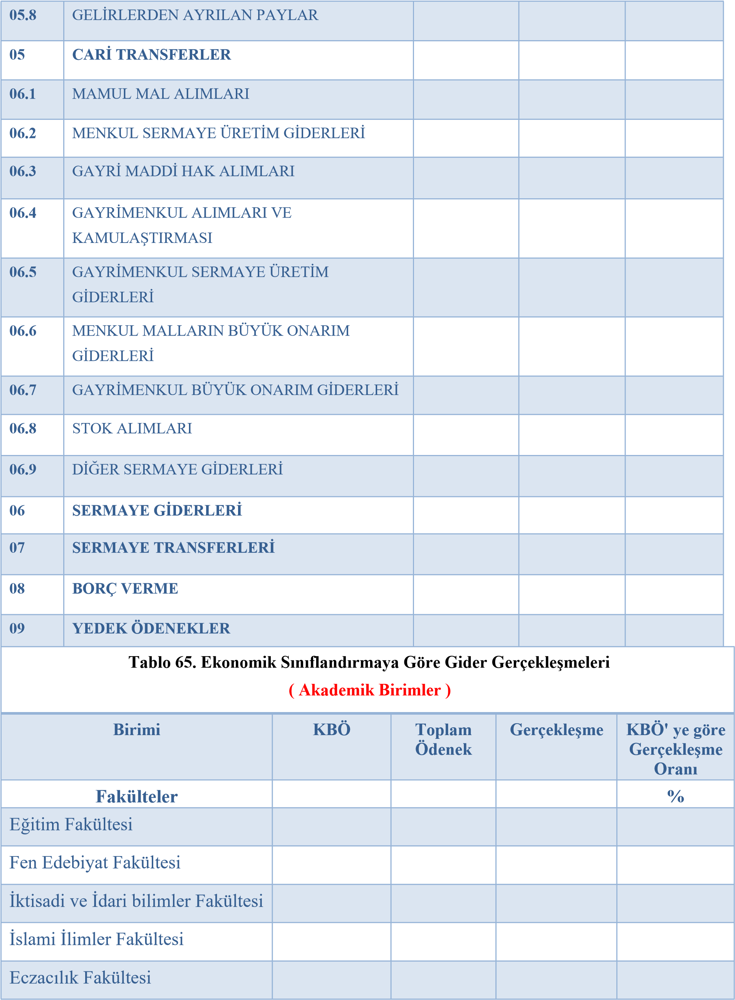 05.8 GELİRLERDEN AYRILAN PAYLAR
05 CARİ TRANSFERLER
06.1 MAMUL MAL ALIMLARI
06.2 MENKUL SERMAYE ÜRETİM GİDERLERİ
06.3 GAYRİ MADDİ HAK ALIMLARI
06.4 GAYRİMENKUL ALIMLARI VE
KAMULAŞTIRMASI
06.5 GAYRİMENKUL SERMAYE ÜRETİM
GİDERLERİ
06.6 MENKUL MALLARIN BÜYÜK ONARIM
GİDERLERİ
06.7 GAYRİMENKUL BÜYÜK ONARIM GİDERLERİ
06.8 STOK ALIMLARI
06.9 DİĞER SERMAYE GİDERLERİ
06 SERMAYE GİDERLERİ
07 SERMAYE TRANSFERLERİ
08 BORÇ VERME
09 YEDEK ÖDENEKLER
Tablo 65. Ekonomik Sınıflandırmaya Göre Gider Gerçekleşmeleri
( Akademik Birimler )
Birimi KBÖ Toplam Gerçekleşme KBÖ' ye göre
Ödenek Gerçekleşme
Oranı
Fakülteler %
Eğitim Fakültesi
Fen Edebiyat Fakültesi
İktisadi ve İdari bilimler Fakültesi
İslami İlimler Fakültesi
Eczacılık Fakültesi